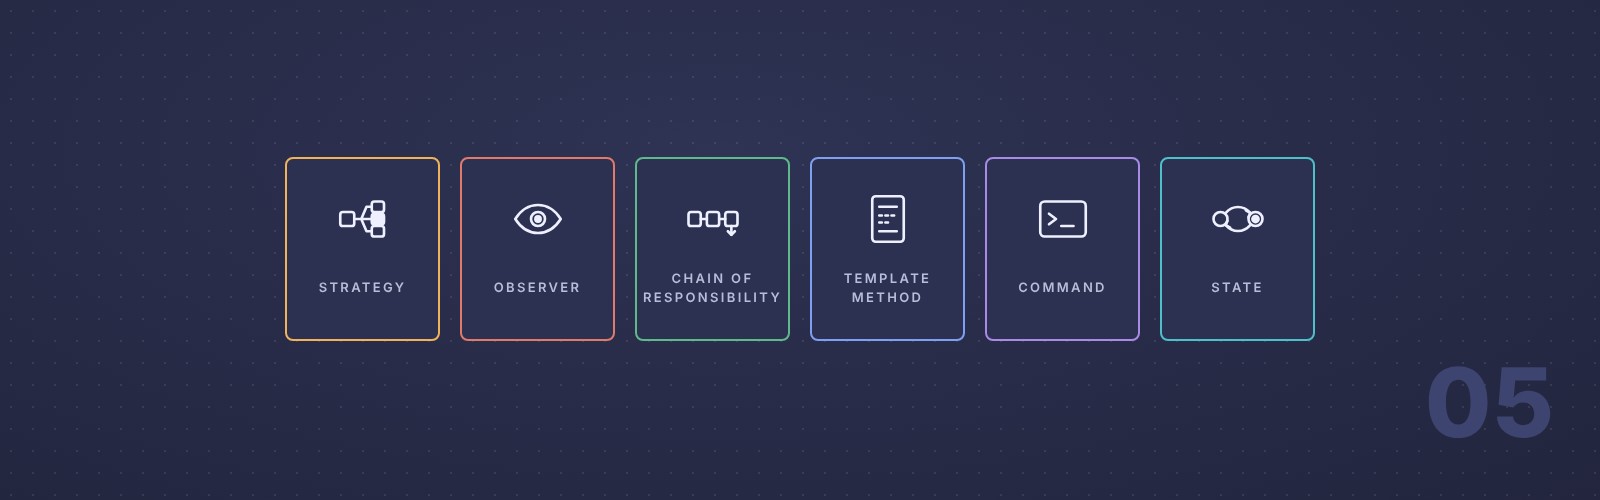 STRATEGY
OBSERVER
CHAIN OF
RESPONSIBILITY
TEMPLATE
METHOD
COMMAND
STATE
05